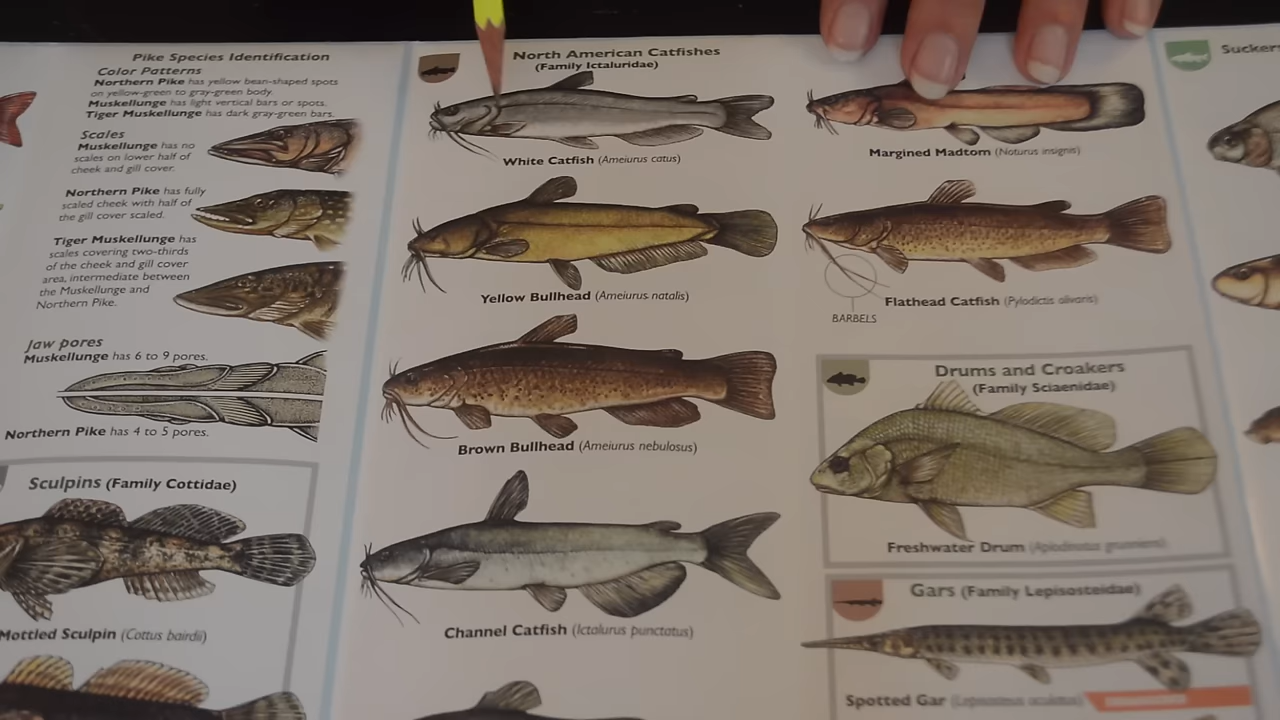 Pike Species Identification
Color Patterns
Northern Pike has yellow bean-shaped spots
on yellow-green to gray-green body.
Muskellunge has light vertical bars or spots.
Tiger Muskellunge has dark gray-green bars.
Scales
Muskellunge has no
scales on lower half of
cheek and gill cover.
Northern Pike has fully
scaled cheek with half of
the gill cover scaled.
Tiger Muskellunge has
scales covering two-thirds
of the cheek and gill cover
area, intermediate between
the Muskellunge and
Northern Pike.
Jaw pores
Muskellunge has 6 to 9 pores.
Northern Pike has 4 to 5 pores.
Sculpins (Family Cottidae)
Mottled Sculpin (Cottus bairdii)
North American Catfishes
(Family Ictaluridae)
White Catfish (Ameiurus catus)
Yellow Bullhead (Ameiurus natalis)
Brown Bullhead (Ameiurus nebulosus)
Channel Catfish (Ictalurus punctatus)
Margined Madtom (Noturus insignis)
Flathead Catfish (Pylodictis olivaris)
BARBELS
Drums and Croakers
(Family Sciaenidae)
Freshwater Drum (Aplodinotus grunniens)
Gars (Family Lepisosteidae)
Spotted Gar (Lepisosteus oculatus)
Suckers